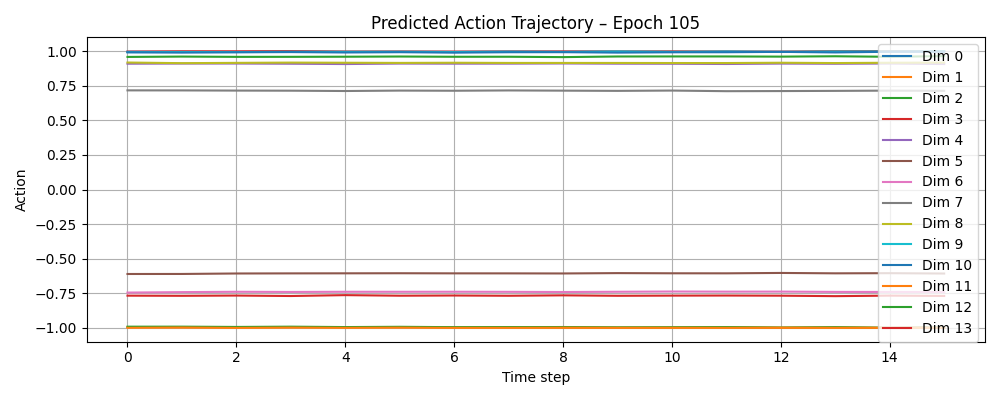 Predicted Action Trajectory – Epoch 105
Action
1.00
0.75
0.50
0.25
0.00
−0.25
−0.50
−0.75
−1.00
0 2 4 6 8 10 12 14
Time step
Dim 0
Dim 1
Dim 2
Dim 3
Dim 4
Dim 5
Dim 6
Dim 7
Dim 8
Dim 9
Dim 10
Dim 11
Dim 12
Dim 13